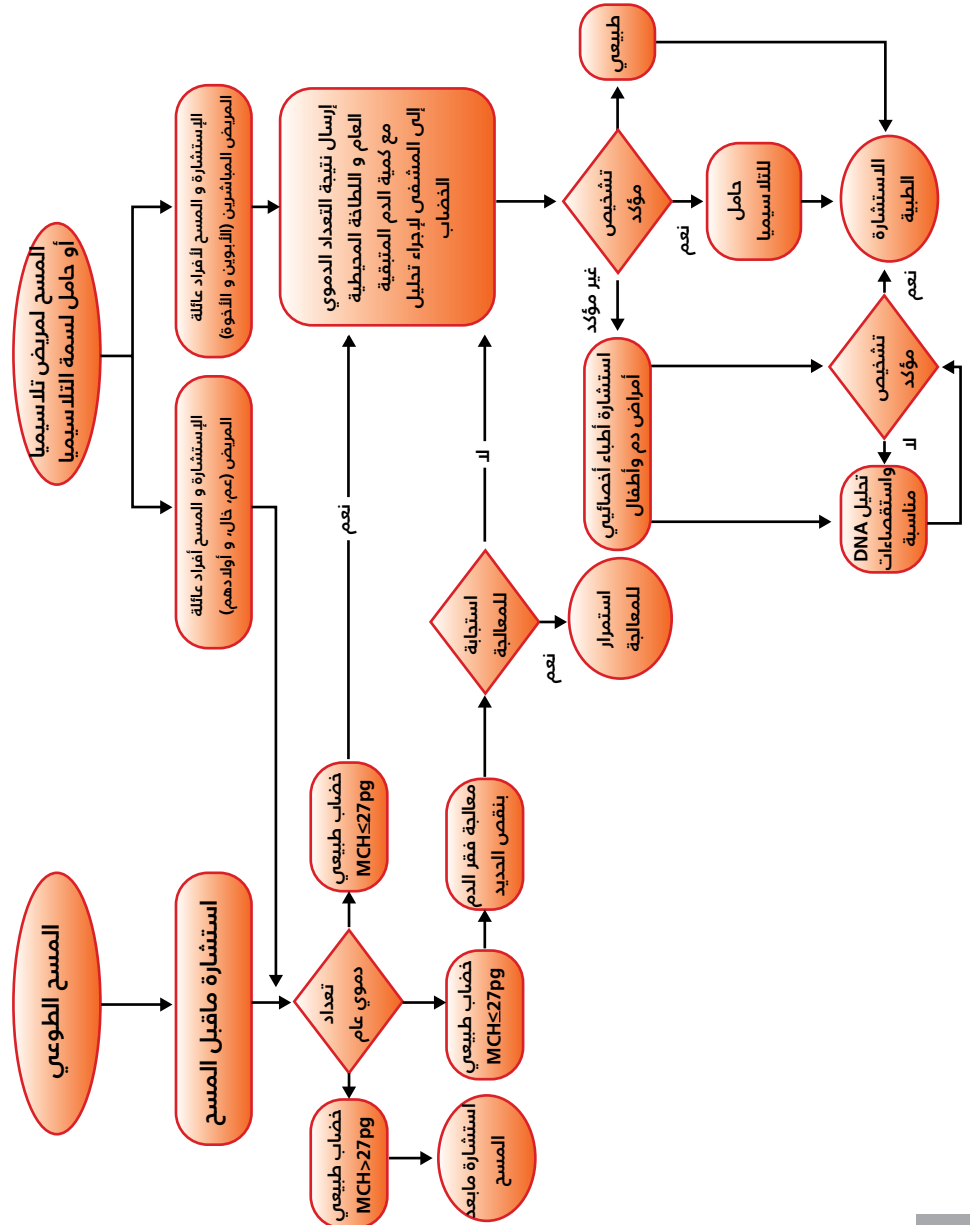 المسح الطوعي
المسح لمريض تلاسيميا
أو حامل لسمة التلاسيميا
استشارة ماقبل المسح
الإستشارة و المسح أفراد عائلة
المريض (عم، خال، و أولادهم)
الإستشارة و المسح لأفراد عائلة
المريض المباشرين (الأبوين و الأخوة)
تعداد
دموي عام
خضاب طبيعي
MCH>27pg
خضاب طبيعي
MCH≤27pg
خضاب طبيعي
MCH≤27pg
نعم
إرسال نتيجة التعداد الدموي
العام و اللطاخة المحيطية
إلى المشفى لإجراء تحليل
مع كمية الدم المتبقية
الخضاب
استشارة مابعد
المسح
معالجة فقر الدم
بنقص الحديد
استجابة
للمعالجة
لا
نعم
استمرار
للمعالجة
تشخيص
مؤكد
غير مؤكد
نعم
طبيعي
حامل
للتلاسيميا
استشارة أطباء أخصائيي
أمراض دم وأطفال
الاستشارة
الطبية
تشخيص
مؤكد
نعم
لا
تحليل DNA
واستقصاءات
مناسبة